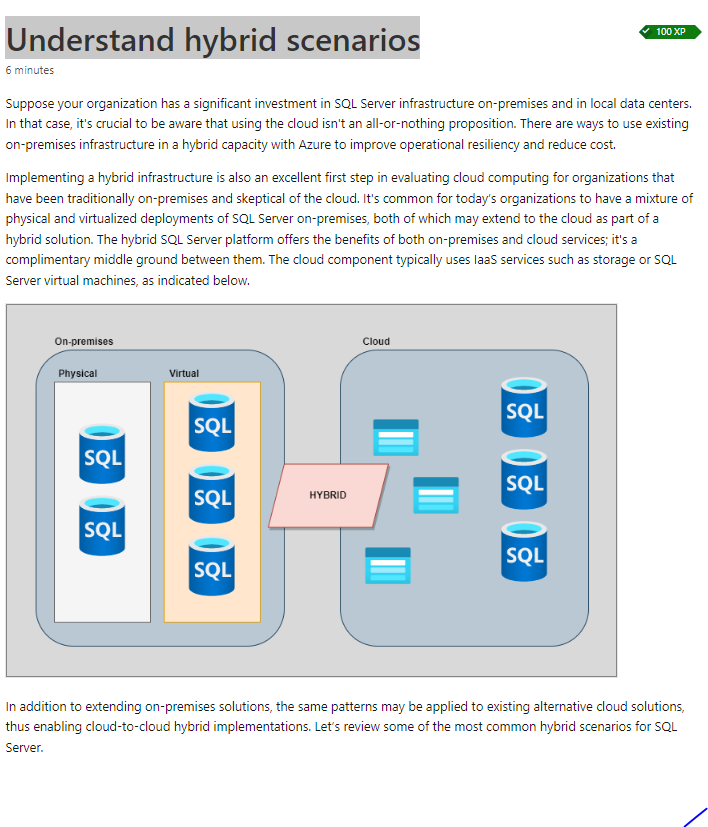 Understand hybrid scenarios
100 XP
6 minutes
Suppose your organization has a significant investment in SQL Server infrastructure on-premises and in local data centers.
In that case, it's crucial to be aware that using the cloud isn't an all-or-nothing proposition. There are ways to use existing
on-premises infrastructure in a hybrid capacity with Azure to improve operational resiliency and reduce cost.
Implementing a hybrid infrastructure is also an excellent first step in evaluating cloud computing for organizations that
have been traditionally on-premises and skeptical of the cloud. It's common for today's organizations to have a mixture of
physical and virtualized deployments of SQL Server on-premises, both of which may extend to the cloud as part of a
hybrid solution. The hybrid SQL Server platform offers the benefits of both on-premises and cloud services; it's a
complimentary middle ground between them. The cloud component typically uses IaaS services such as storage or SQL
Server virtual machines, as indicated below.
On-premises
Cloud
Physical
Virtual
SQL
SQL
SQL
SQL
SQL
HYBRID
SQL
SQL
SQL
In addition to extending on-premises solutions, the same patterns may be applied to existing alternative cloud solutions,
thus enabling cloud-to-cloud hybrid implementations. Let's review some of the most common hybrid scenarios for SQL
Server.